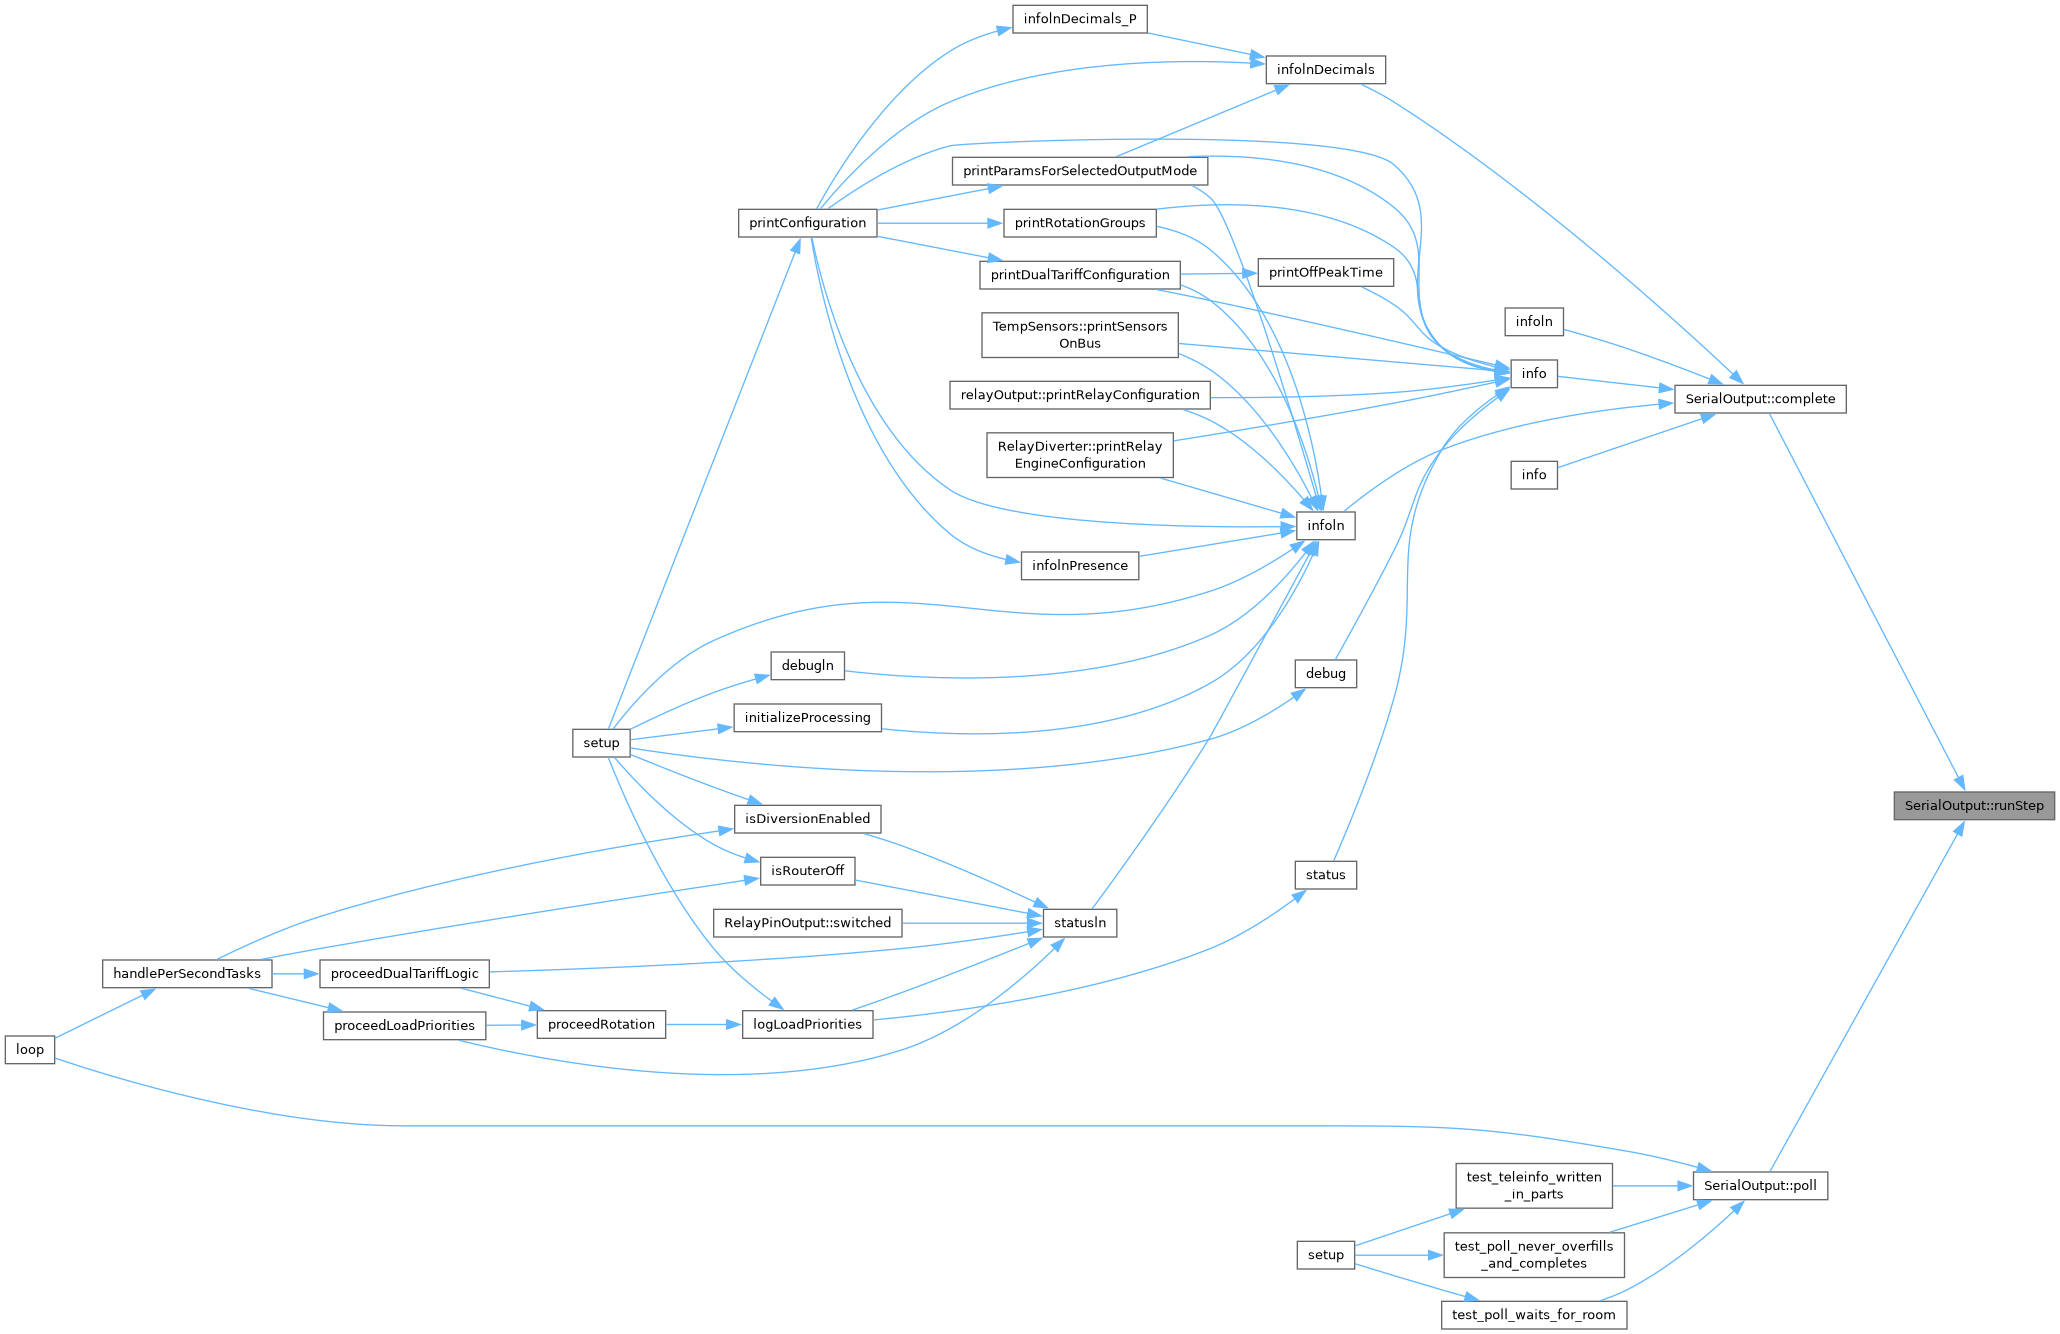 infolnDecimals_P
infolnDecimals
printParamsForSelectedOutputMode
printConfiguration
printRotationGroups
printDualTariffConfiguration
printOffPeakTime
TempSensors::printSensors
OnBus
infoln
info
relayOutput::printRelayConfiguration
SerialOutput::complete
RelayDiverter::printRelay
EngineConfiguration
info
infoln
infolnPresence
debugln
debug
initializeProcessing
setup
SerialOutput::runStep
isDiversionEnabled
isRouterOff
status
RelayPinOutput::switched
statusln
handlePerSecondTasks
proceedDualTariffLogic
proceedLoadPriorities
proceedRotation
logLoadPriorities
loop
test_teleinfo_written
_in_parts
SerialOutput::poll
setup
test_poll_never_overfills
_and_completes
test_poll_waits_for_room